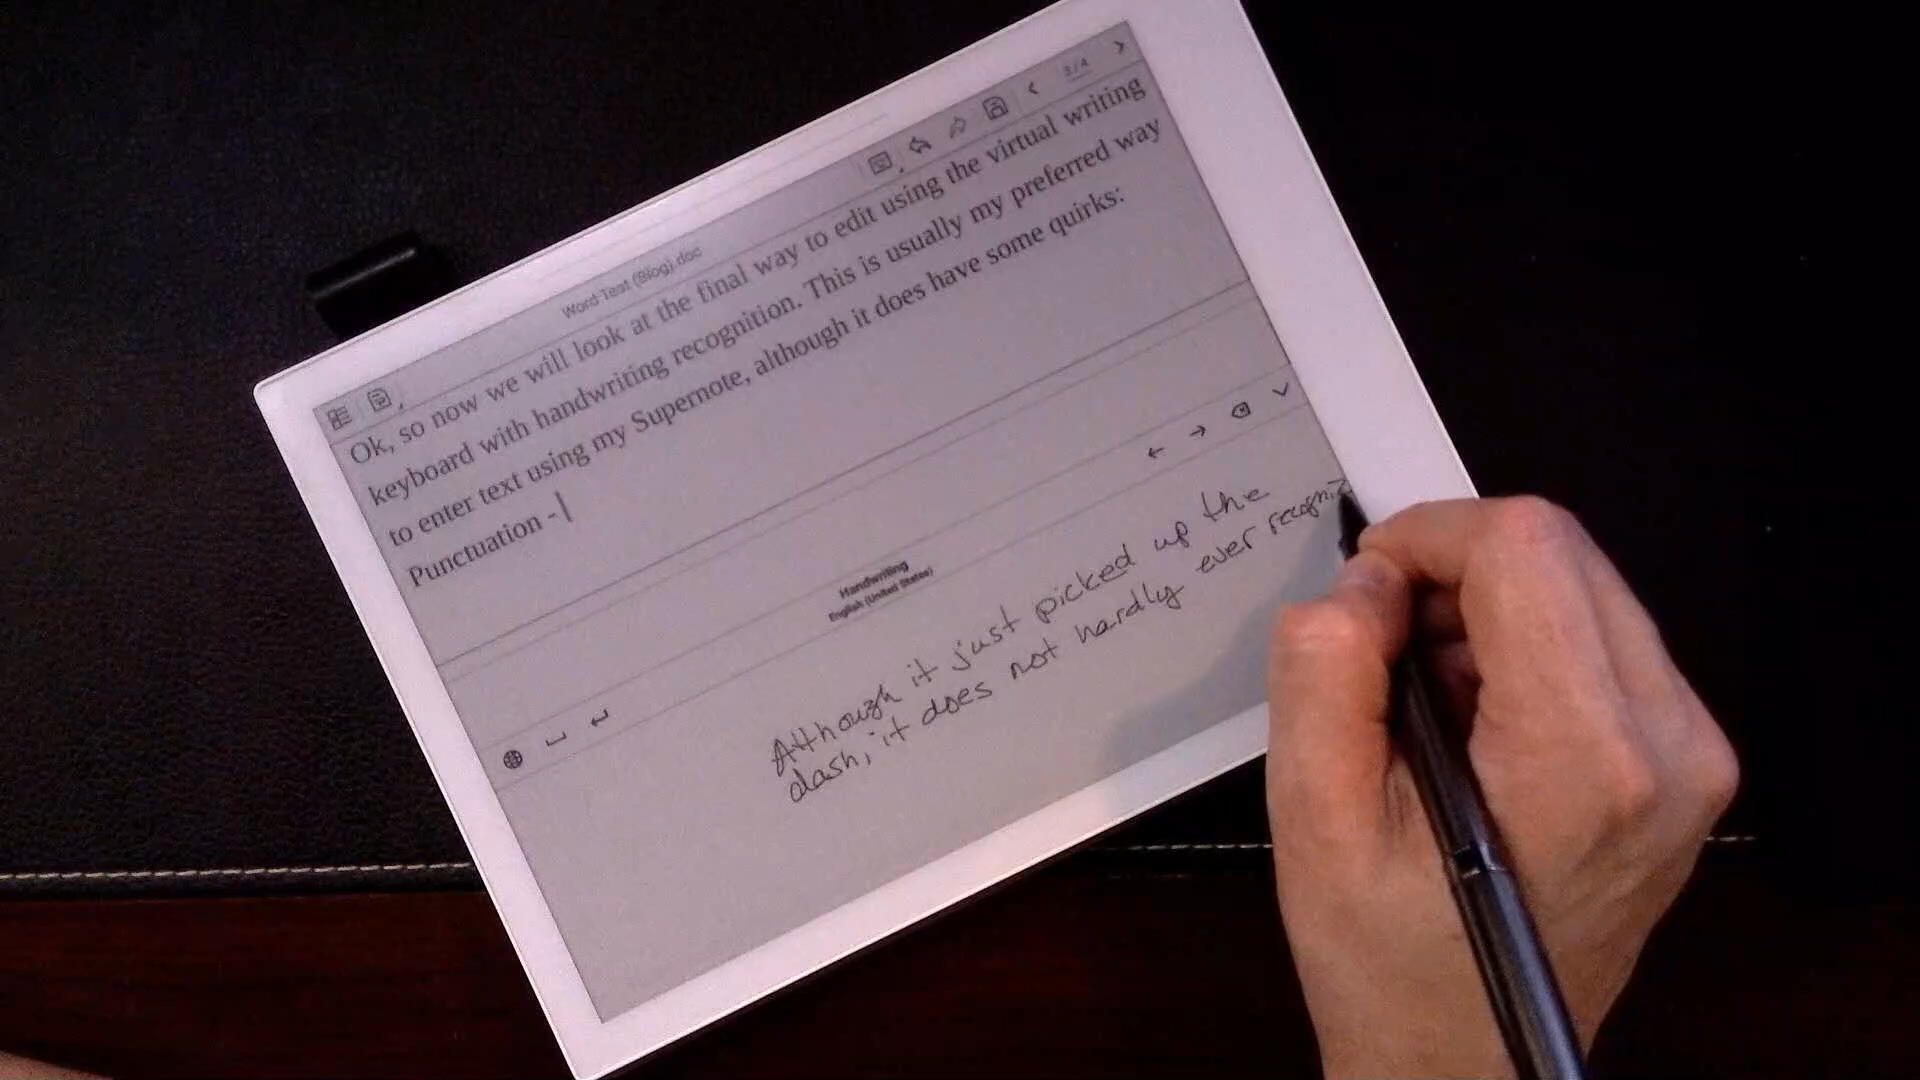 3/4
Word Test (Blog).doc
Ok, so now we will look at the final way to edit using the virtual writing
keyboard with handwriting recognition. This is usually my preferred way
to enter text using my Supernote, although it does have some quirks:
Punctuation -
Handwriting
English (United States)
Although it just picked up the
dash, it does not hardly ever recogniz